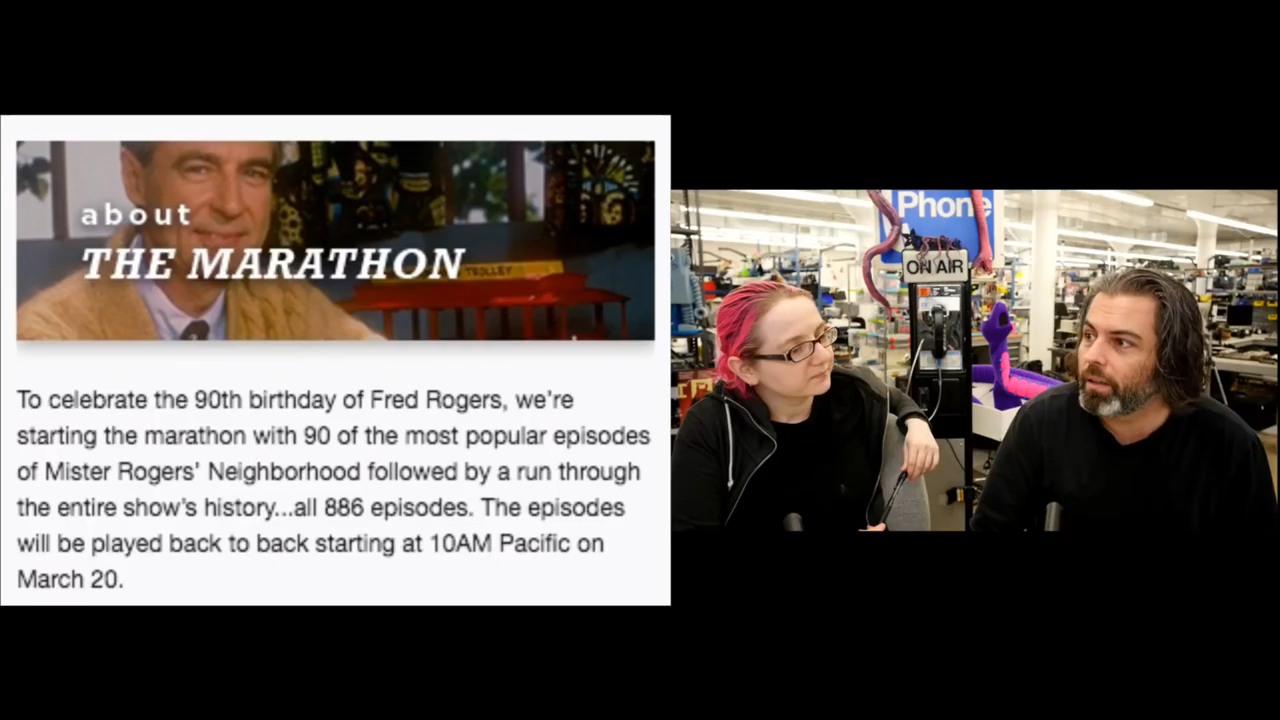 about
THE MARATHON
TROLLEY
To celebrate the 90th birthday of Fred Rogers, we're
starting the marathon with 90 of the most popular episodes
of Mister Rogers' Neighborhood followed by a run through
the entire show's history...all 886 episodes. The episodes
will be played back to back starting at 10AM Pacific on
March 20.
Phone
ON AIR